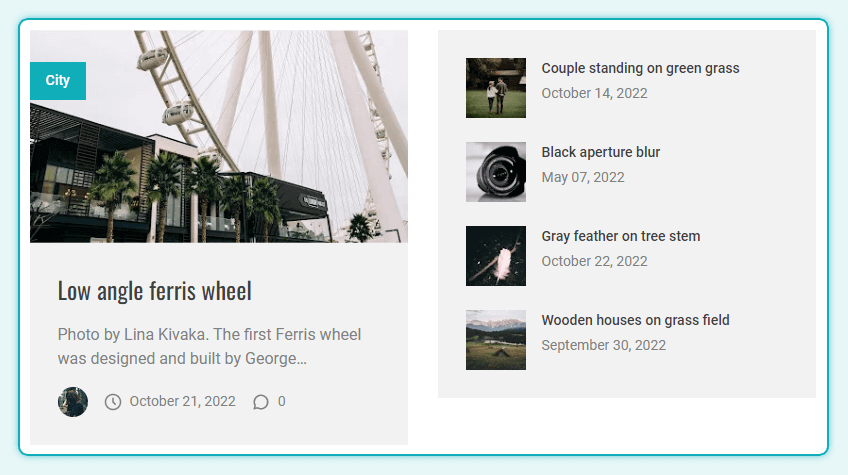 City
Low angle ferris wheel
Photo by Lina Kivaka. The first Ferris wheel
was designed and built by George...
October 21, 2022 0
Couple standing on green grass
October 14, 2022
Black aperture blur
May 07, 2022
Gray feather on tree stem
October 22, 2022
Wooden houses on grass field
September 30, 2022